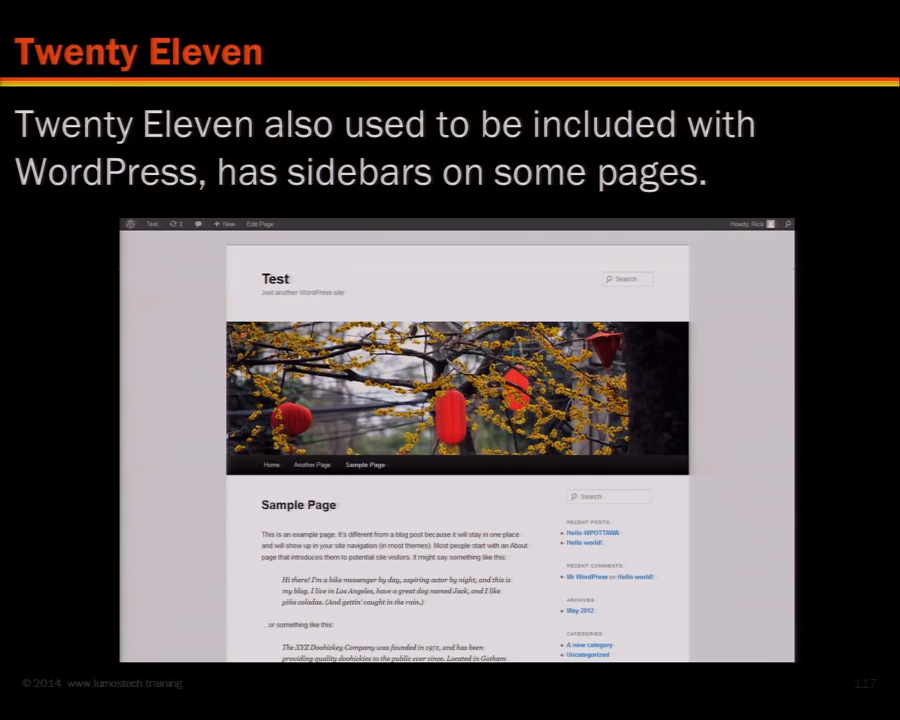 Twenty Eleven
Twenty Eleven also used to be included with
WordPress, has sidebars on some pages.
Test 2 + New Edit Page Howdy, Rick
Test
Just another WordPress site
Search
Home Another Page Sample Page
Sample Page
This is an example page. It's different from a blog post because it will stay in one place
and will show up in your site navigation (in most themes). Most people start with an About
page that introduces them to potential site visitors. It might say something like this:
Hi there! I'm a bike messenger by day, aspiring actor by night, and this is
my blog. I live in Los Angeles, have a great dog named Jack, and I like
piña coladas. (And gettin' caught in the rain.)
...or something like this:
The XYZ Doohickey Company was founded in 1971, and has been
providing quality doohickies to the public ever since. Located in Gotham
Search
RECENT POSTS
Hello WPOTTAWA
Hello world!
RECENT COMMENTS
Mr WordPress on Hello world!
ARCHIVES
May 2012
CATEGORIES
A new category
Uncategorized
© 2014 www.lumostech.training
117